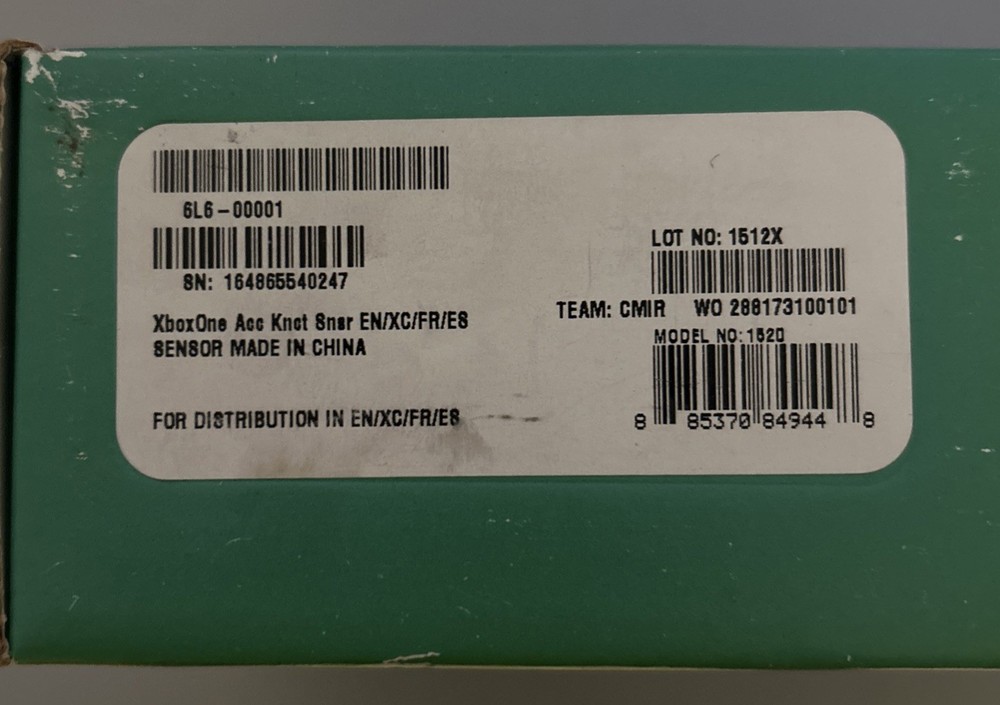 6L6-00001
SN: 164865540247
XboxOne Acc Knct Snsr EN/XC/FR/ES
SENSOR MADE IN CHINA
FOR DISTRIBUTION IN EN/XC/FR/ES
LOT NO: 1512X
TEAM: CMIR WO 288173100101
MODEL NO: 1520
8 85370 84944 8